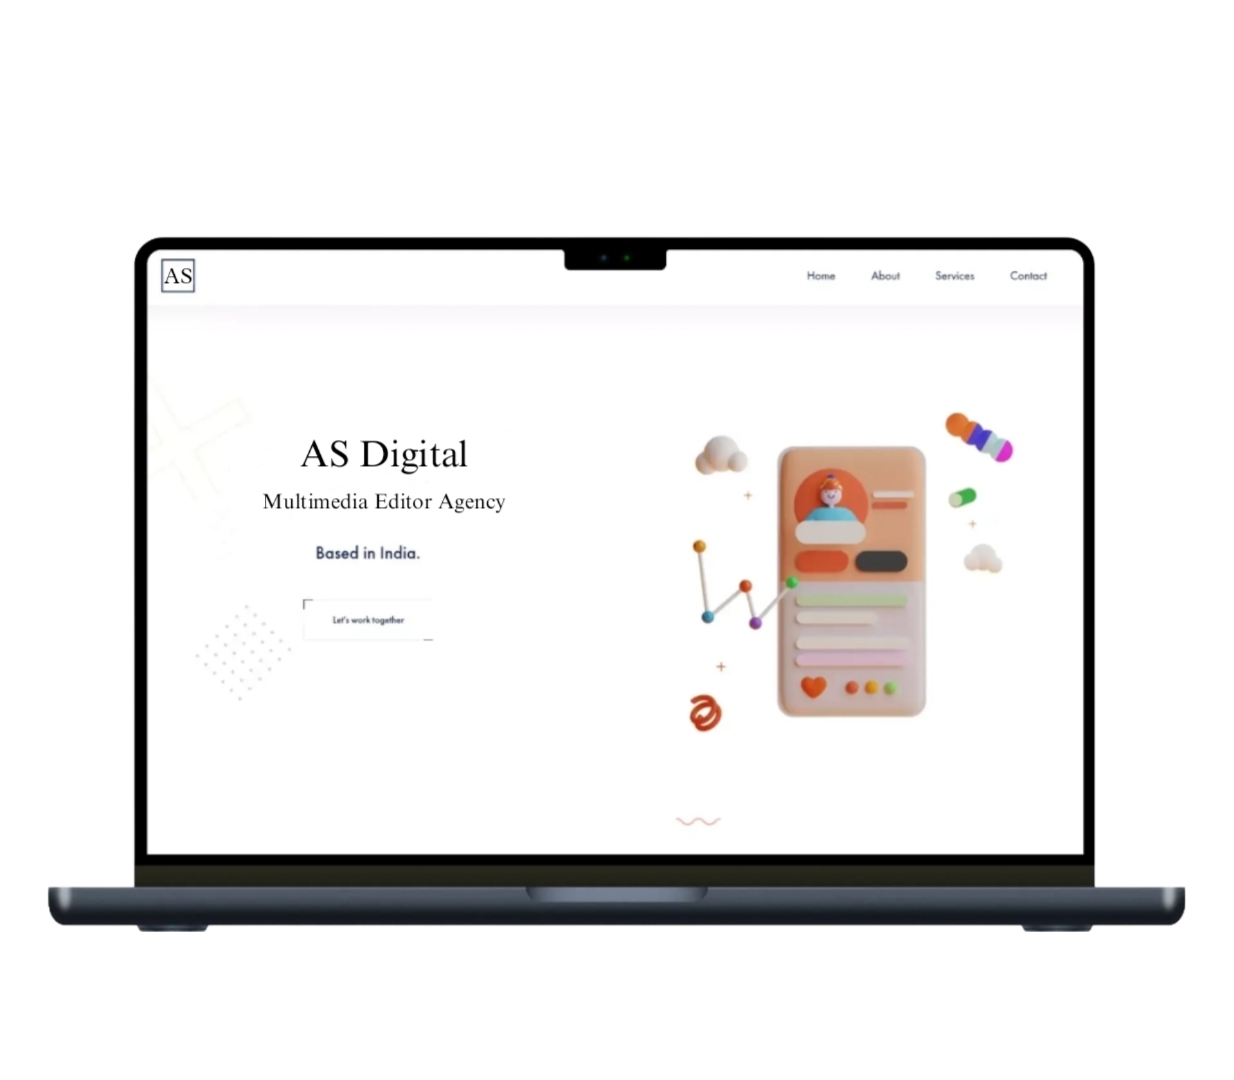 AS
Home About Services Contact
AS Digital
Multimedia Editor Agency
Based in India.
Let's work together